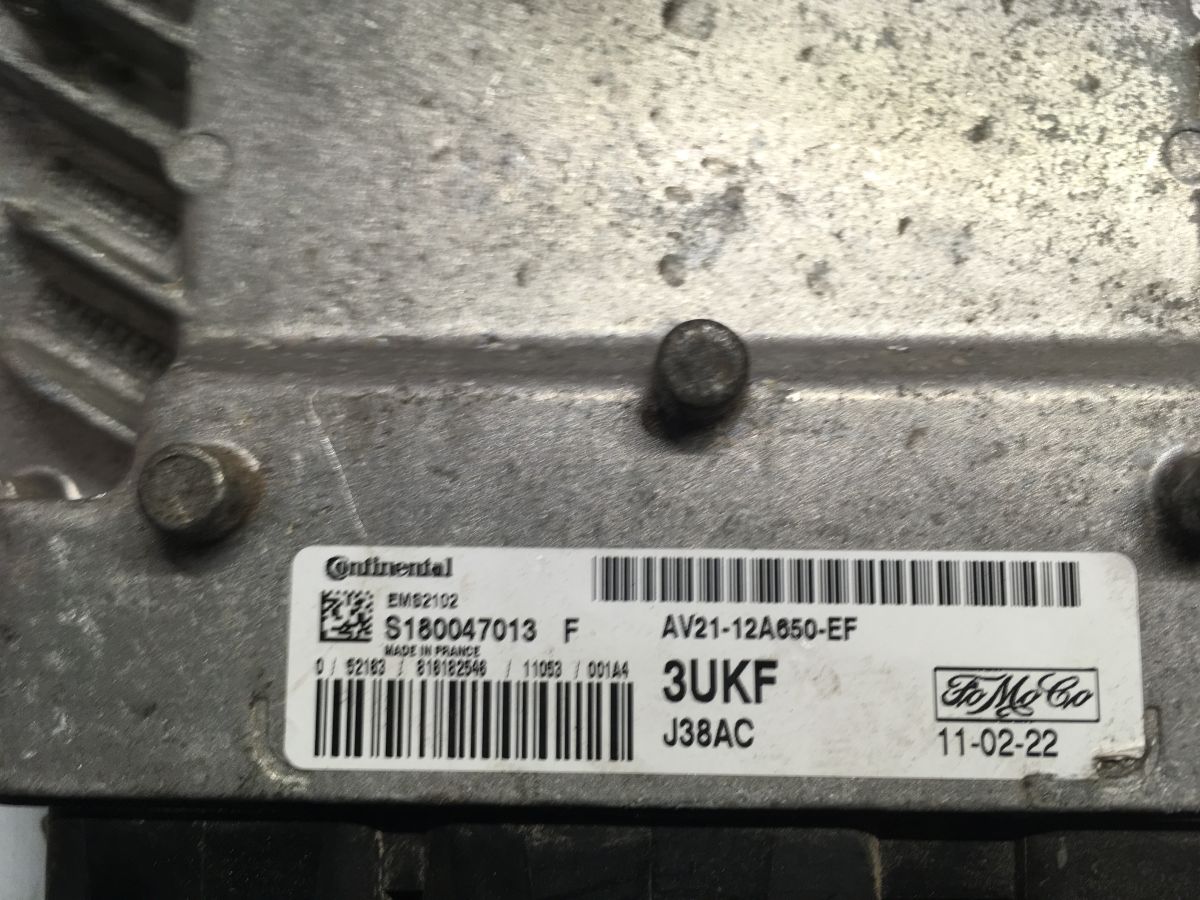 Continental
EMS2102
S180047013 F
MADE IN FRANCE
0 / 52183 / 818182548 / 11053 / 001A4
AV21-12A650-EF
3UKF
J38AC
FoMoCo
11-02-22